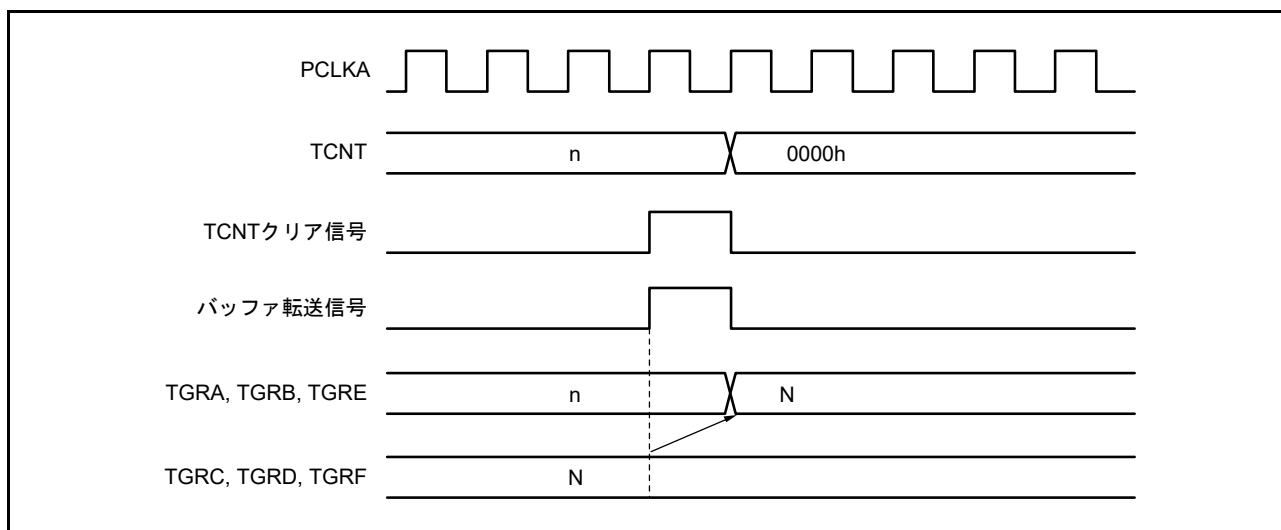 PCLKA
TCNT
n
0000h
TCNTクリア信号
バッファ転送信号
TGRA, TGRB, TGRE
n
N
TGRC, TGRD, TGRF
N